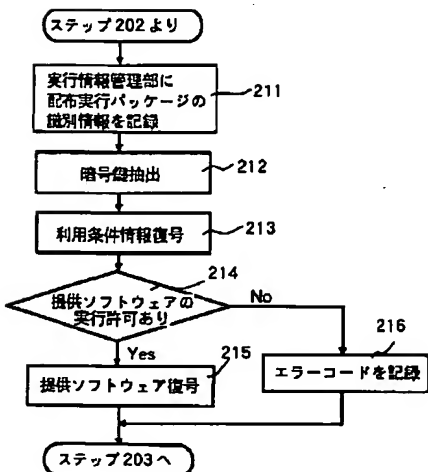 ステップ202より
実行情報管理部に
配布実行パッケージの
識別情報を記録
211
暗号鍵抽出
212
利用条件情報復号
213
214
提供ソフトウェアの
実行許可あり
No
Yes
215
提供ソフトウェア復号
216
エラーコードを記録
ステップ203へ